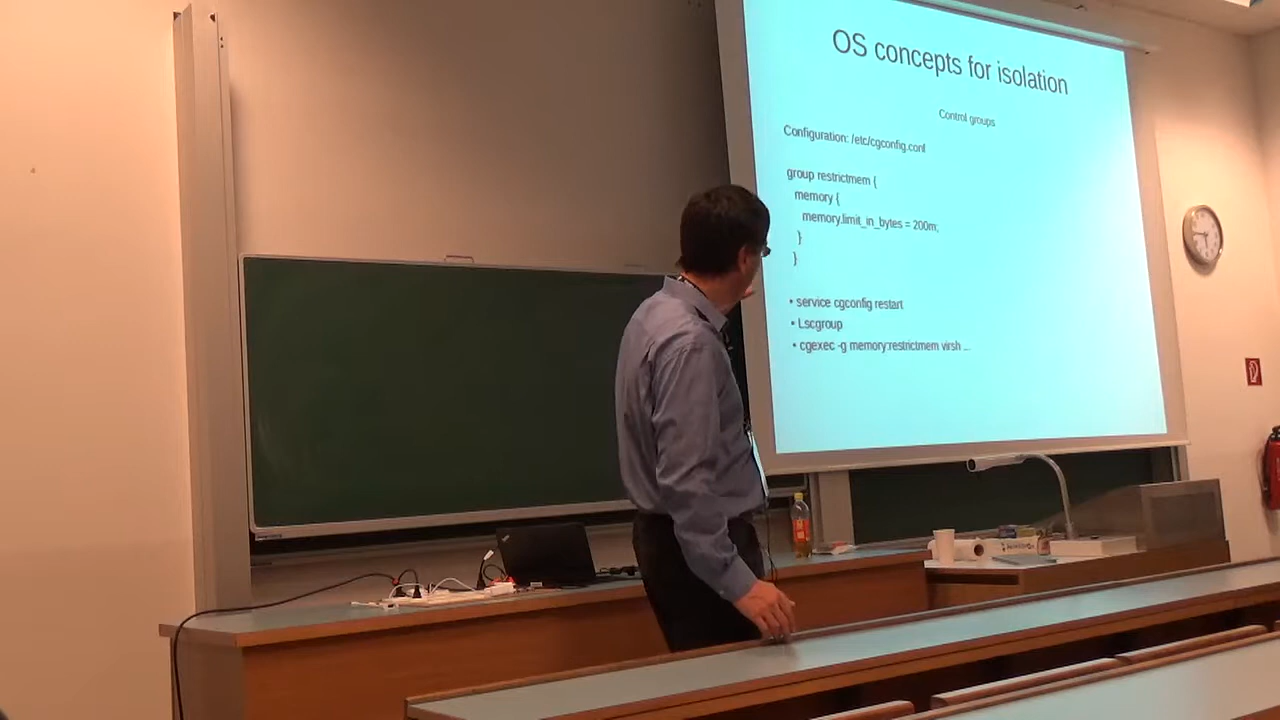 OS concepts for isolation
Control groups
Configuration: /etc/cgconfig.conf
group restrictmem {
memory {
memory.limit_in_bytes = 200m;
}
}
• service cgconfig restart
• Lscgroup
• cgexec -g memory:restrictmem virsh ...